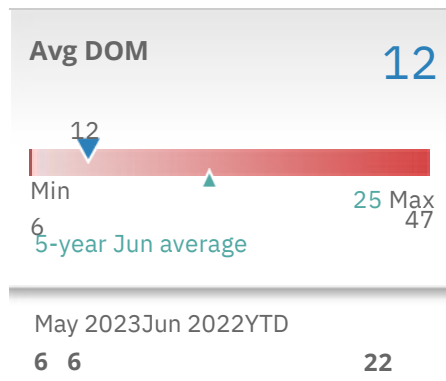 Avg DOM
12
12
Min
25 Max
6
47
5-year Jun average
May 2023Jun 2022YTD
6 6 22